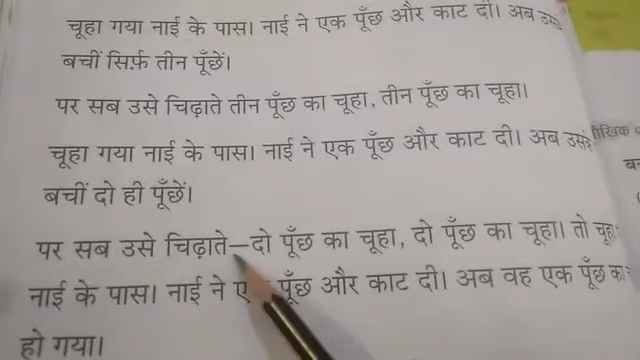 चूहा गया नाई के पास। नाई ने एक पूँछ और काट दी। अब
बचीं सिर्फ़ तीन पूँछें।
पर सब उसे चिढ़ाते तीन पूँछ का चूहा, तीन पूँछ का चूहा।
चूहा गया नाई के पास। नाई ने एक पूँछ और काट दी। अब
बचीं दो ही पूँछें।
पर सब उसे चिढ़ाते—दो पूँछ का चूहा, दो पूँछ का चूहा। तो
नाई के पास। नाई ने पूँछ और काट दी। अब वह एक पूँछ का
हो गया।